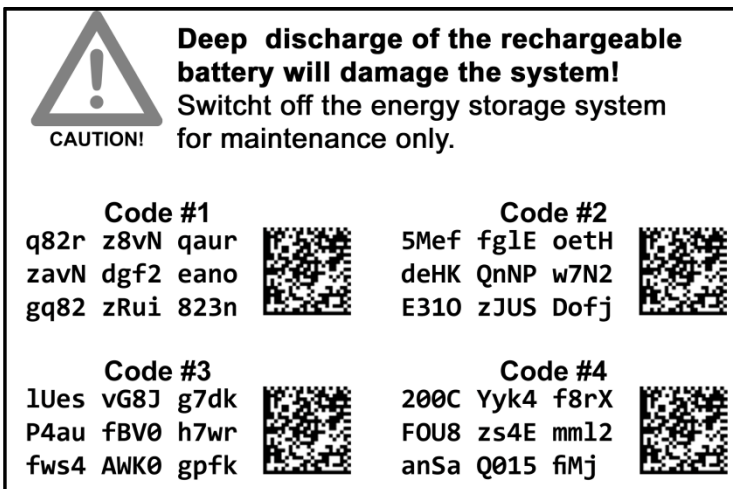 Deep discharge of the rechargeable
battery will damage the system!
Switcht off the energy storage system
for maintenance only.
CAUTION!
Code #1
q82r z8vN qaur
zavN dgf2 eano
gq82 zRui 823n
Code #2
5Mef fglE oetH
deHK QnNP w7N2
E31O zJUS Dofj
Code #3
lUes vG8J g7dk
P4au fBV0 h7wr
fws4 AWK0 gpfk
Code #4
200C Yyk4 f8rX
FOU8 zs4E mml2
anSa Q015 fiMj